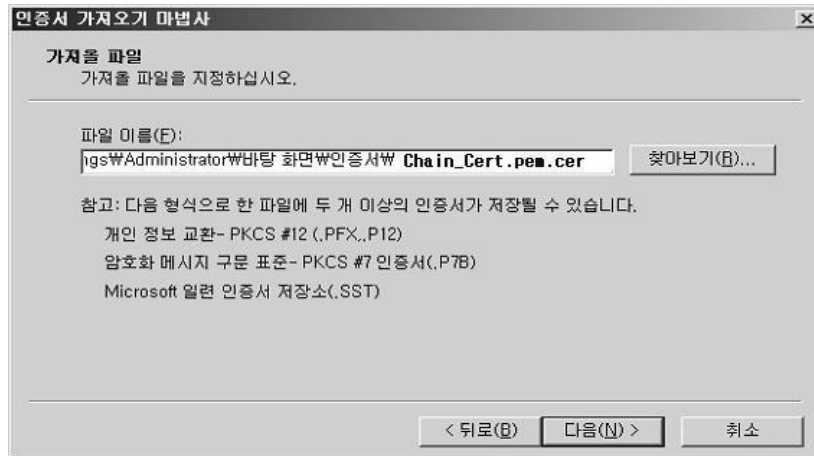 인증서 가져오기 마법사
가져올 파일
가져올 파일을 지정하십시오.
파일 이름(F):
ngs₩Administrator₩바탕 화면₩인증서₩ Chain_Cert.pem.cer
찾아보기(R)...
참고: 다음 형식으로 한 파일에 두 개 이상의 인증서가 저장될 수 있습니다.
개인 정보 교환- PKCS #12 (.PFX,.P12)
암호화 메시지 구문 표준- PKCS #7 인증서(.P7B)
Microsoft 일련 인증서 저장소(.SST)
< 뒤로(B) 다음(N) > 취소